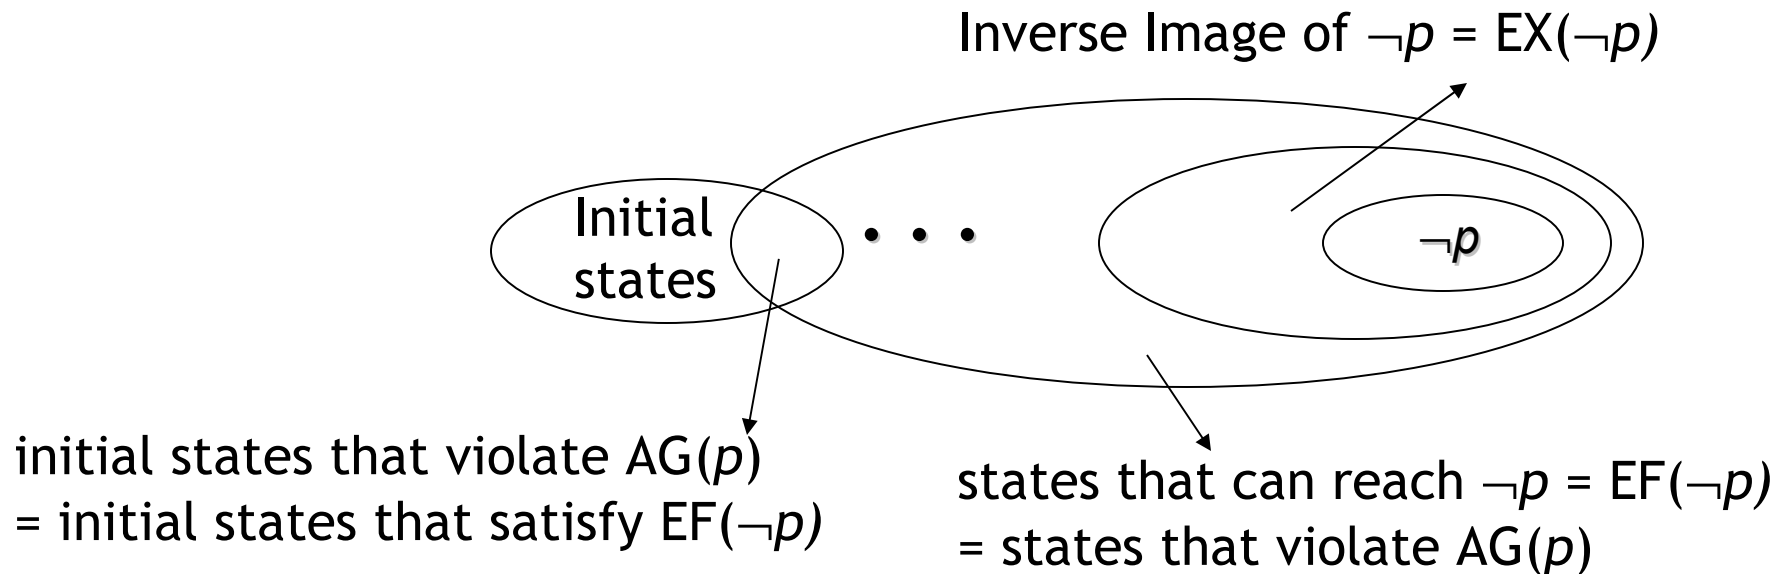 Inverse Image of ¬p = EX(¬p)
Initial
states
• • •
¬p
initial states that violate AG(p)
= initial states that satisfy EF(¬p)
states that can reach ¬p = EF(¬p)
= states that violate AG(p)